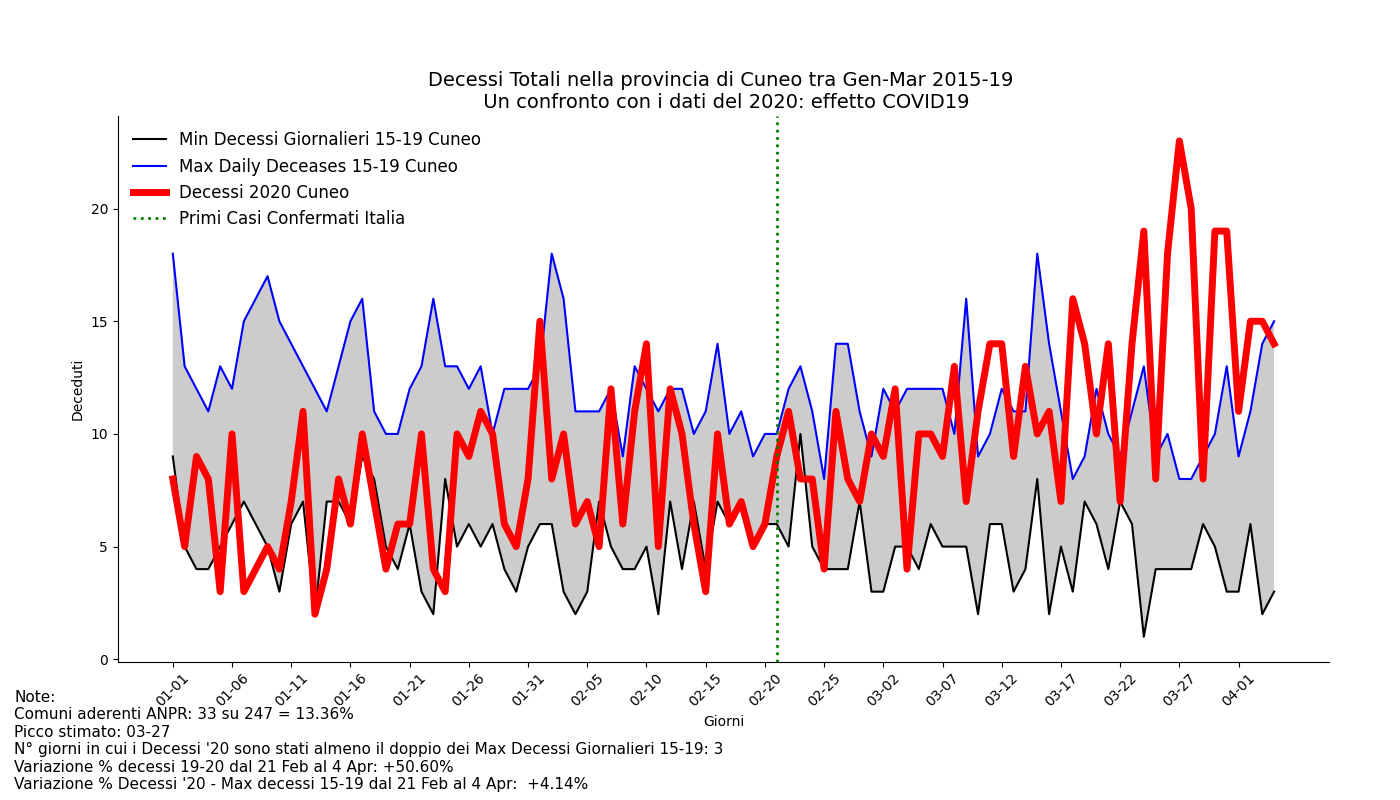 Decessi Totali nella provincia di Cuneo tra Gen-Mar 2015-19
Un confronto con i dati del 2020: effetto COVID19
Min Decessi Giornalieri 15-19 Cuneo
Max Daily Deceases 15-19 Cuneo
Decessi 2020 Cuneo
Primi Casi Confermati Italia
Deceduti
20
15
10
5
0
01-01
01-06
01-11
01-16
01-21
01-26
01-31
02-05
02-10
02-15
02-20
02-25
03-02
03-07
03-12
03-17
03-22
03-27
04-01
Giorni
Note:
Comuni aderenti ANPR: 33 su 247 = 13.36%
Picco stimato: 03-27
N° giorni in cui i Decessi '20 sono stati almeno il doppio dei Max Decessi Giornalieri 15-19: 3
Variazione % decessi 19-20 dal 21 Feb al 4 Apr: +50.60%
Variazione % Decessi '20 - Max decessi 15-19 dal 21 Feb al 4 Apr:  +4.14%